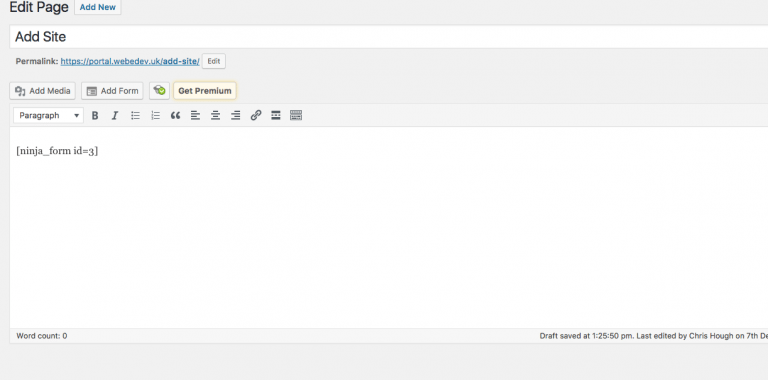 Edit Page Add New
Add Site
Permalink: https://portal.webedev.uk/add-site/ Edit
Add Media Add Form Get Premium
Paragraph B I
[ninja_form id=3]
Word count: 0 Draft saved at 1:25:50 pm. Last edited by Chris Hough on 7th De